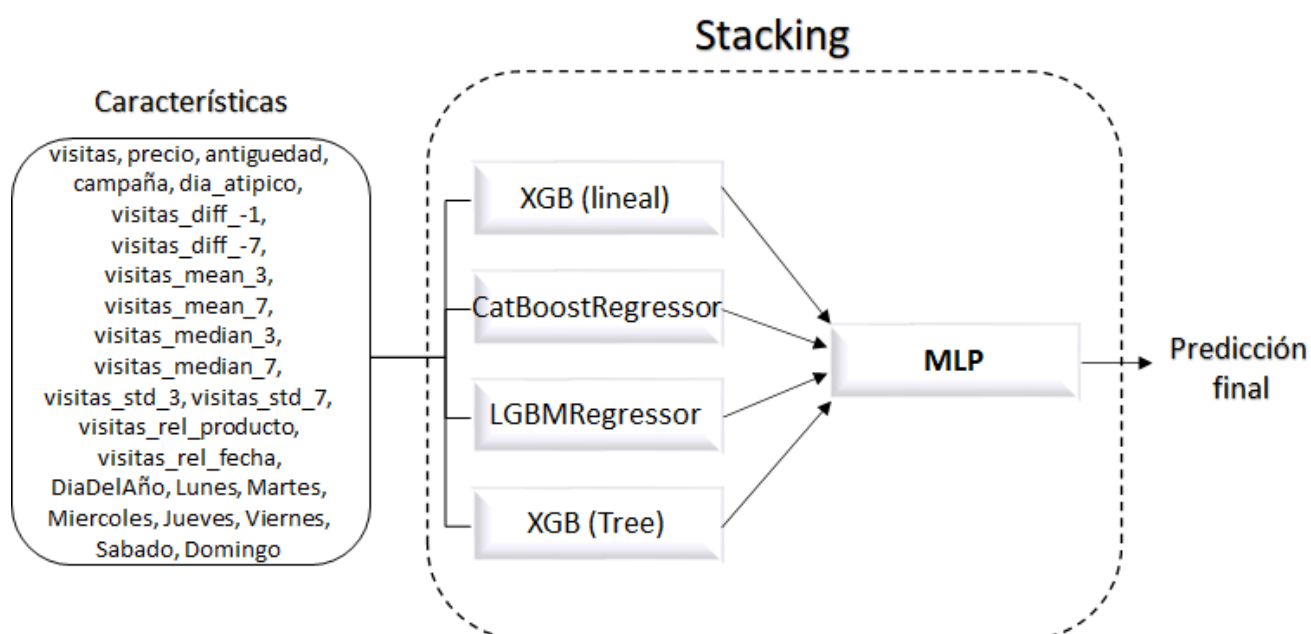 Stacking
Característícas
visitas, precio, antiguedad,
campaña, dia_atipico,
visitas_diff_-1,
visitas_diff_-7,
visitas_mean_3,
visitas_mean_7,
visitas_median_3,
visitas_median_7,
visitas_std_3, visitas_std_7,
visitas_rel_producto,
visitas_rel_fecha,
DiaDelAño, Lunes, Martes,
Miercoles, Jueves, Viernes,
Sabado, Domingo
XGB (lineal)
CatBoostRegressor
LGBMRegressor
XGB (Tree)
MLP
Predicción
final